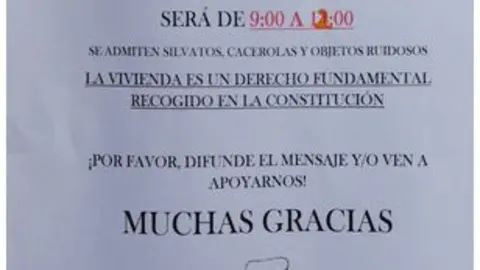 SERÁ DE 9:00 A 12:00
SE ADMITEN SILVATOS, CACEROLAS Y OBJETOS RUIDOSOS
LA VIVIENDA ES UN DERECHO FUNDAMENTAL
RECOGIDO EN LA CONSTITUCIÓN
¡POR FAVOR, DIFUNDE EL MENSAJE Y/O VEN A
APOYARNOS!
MUCHAS GRACIAS